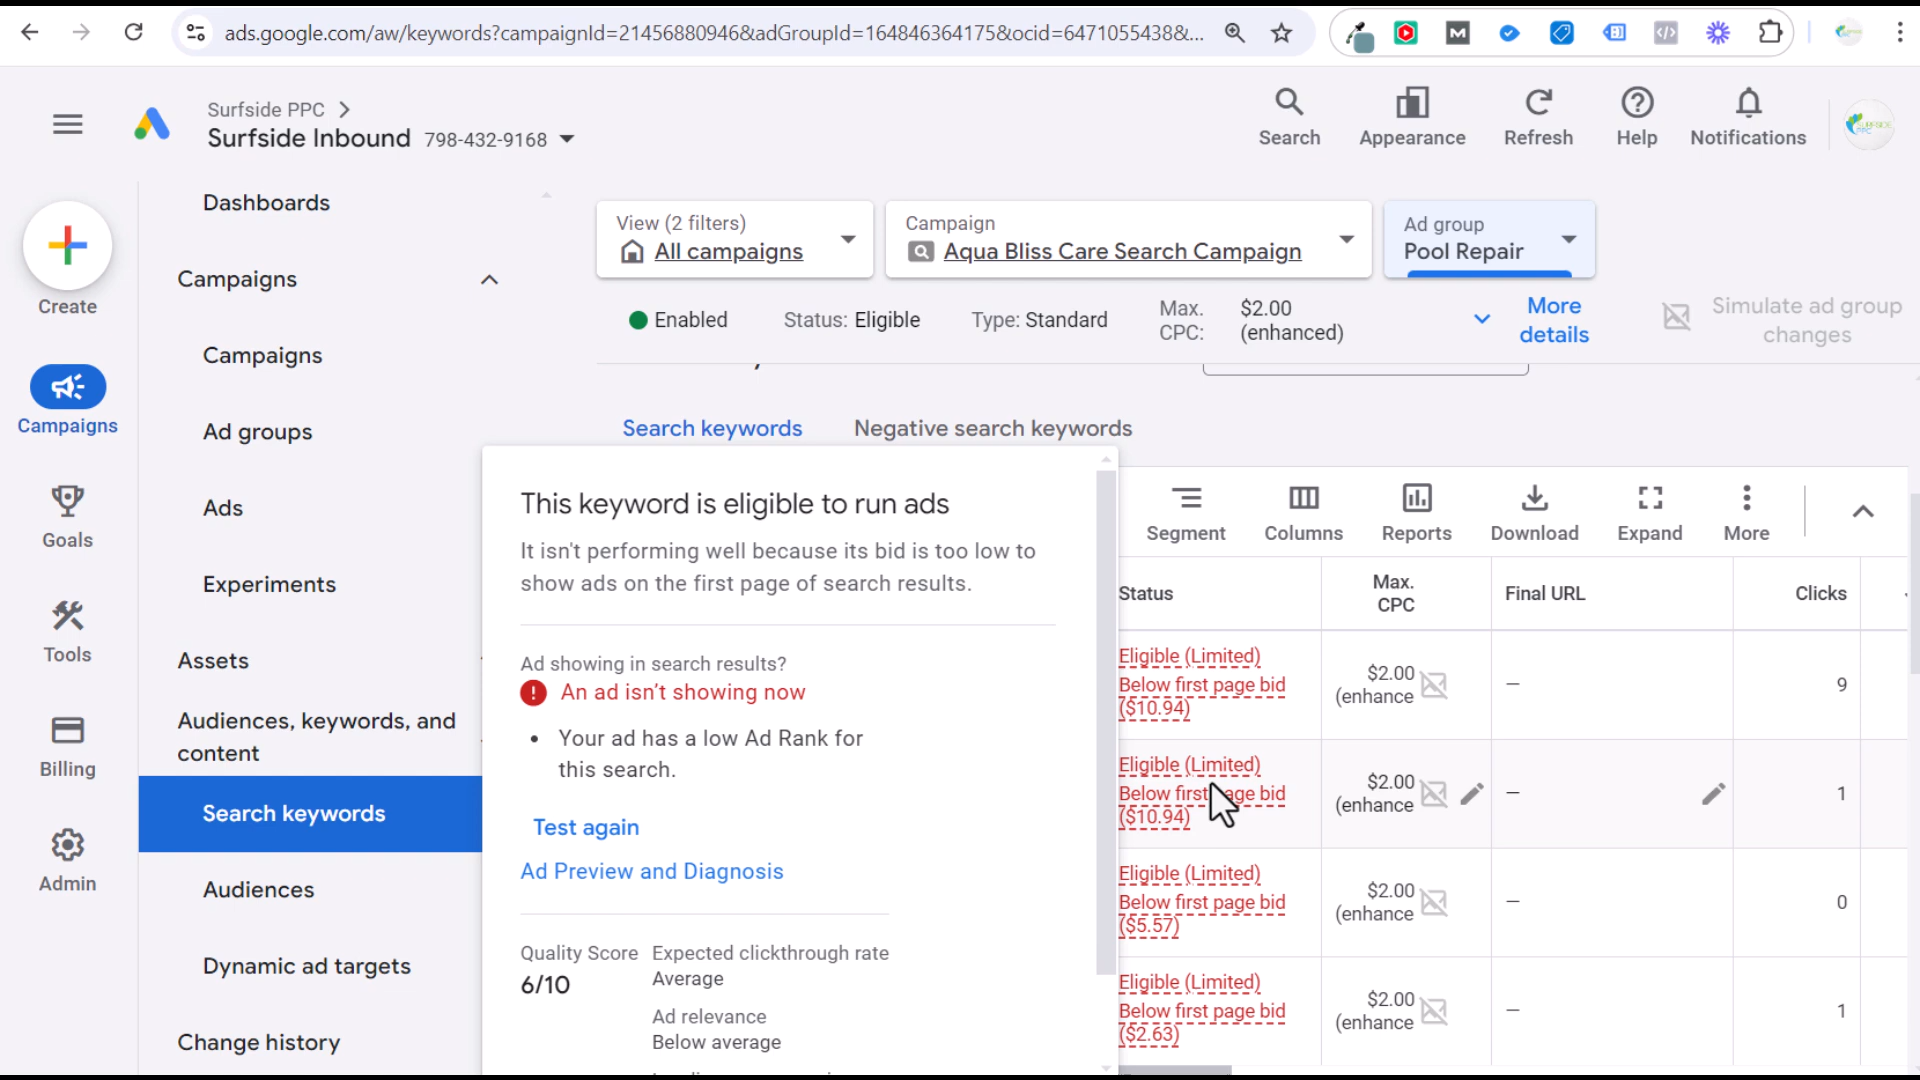 ads.google.com/aw/keywords?campaignId=21456880946&adGroupId=164846364175&ocid=6471055438&...
Surfside PPC
Surfside Inbound 798-432-9168
Search
Appearance
Refresh
Help
Notifications
Create
Campaigns
Goals
Tools
Billing
Admin
Dashboards
Campaigns
Campaigns
Ad groups
Ads
Experiments
Assets
Audiences, keywords, and
content
Search keywords
Audiences
Dynamic ad targets
Change history
View (2 filters)
All campaigns
Campaign
Aqua Bliss Care Search Campaign
Ad group
Pool Repair
Enabled
Status: Eligible
Type: Standard
Max.
CPC:
$2.00
(enhanced)
More
details
Simulate ad group
changes
Search keywords
Negative search keywords
This keyword is eligible to run ads
It isn't performing well because its bid is too low to
show ads on the first page of search results.
Ad showing in search results?
An ad isn't showing now
• Your ad has a low Ad Rank for
this search.
Test again
Ad Preview and Diagnosis
Quality Score
6/10
Expected clickthrough rate
Average
Ad relevance
Below average
Segment
Columns
Reports
Download
Expand
More
Status
Max.
CPC
Final URL
Clicks
Eligible (Limited)
Below first page bid
($10.94)
$2.00
(enhance
—
9
Eligible (Limited)
Below first page bid
($10.94)
$2.00
(enhance
—
1
Eligible (Limited)
Below first page bid
($5.57)
$2.00
(enhance
—
0
Eligible (Limited)
Below first page bid
($2.63)
$2.00
(enhance
—
1